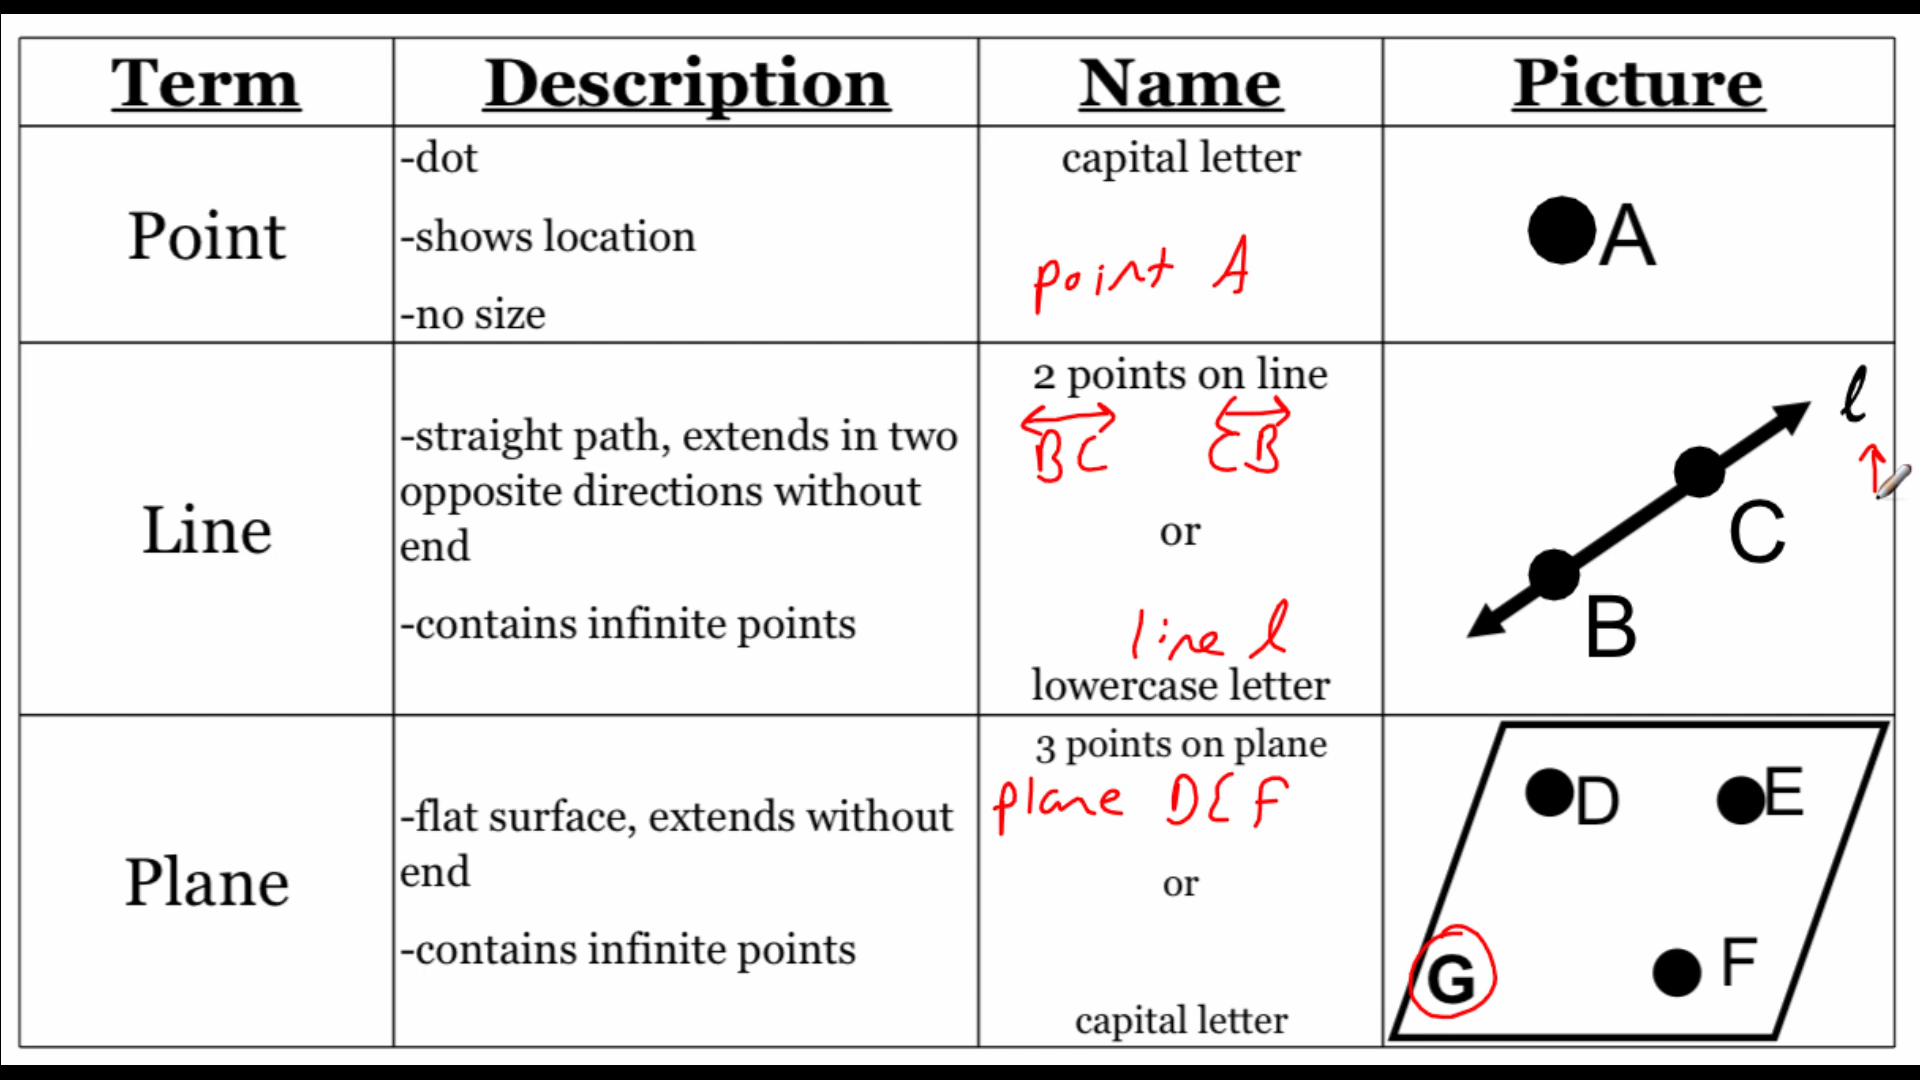 Term Description Name Picture
Point
-dot
-shows location
-no size
capital letter
point A
A
Line
-straight path, extends in two
opposite directions without
end
-contains infinite points
2 points on line
BC CB
or
line l
lowercase letter
l
C
B
Plane
-flat surface, extends without
end
-contains infinite points
3 points on plane
plane DEF
or
capital letter
D E
G F